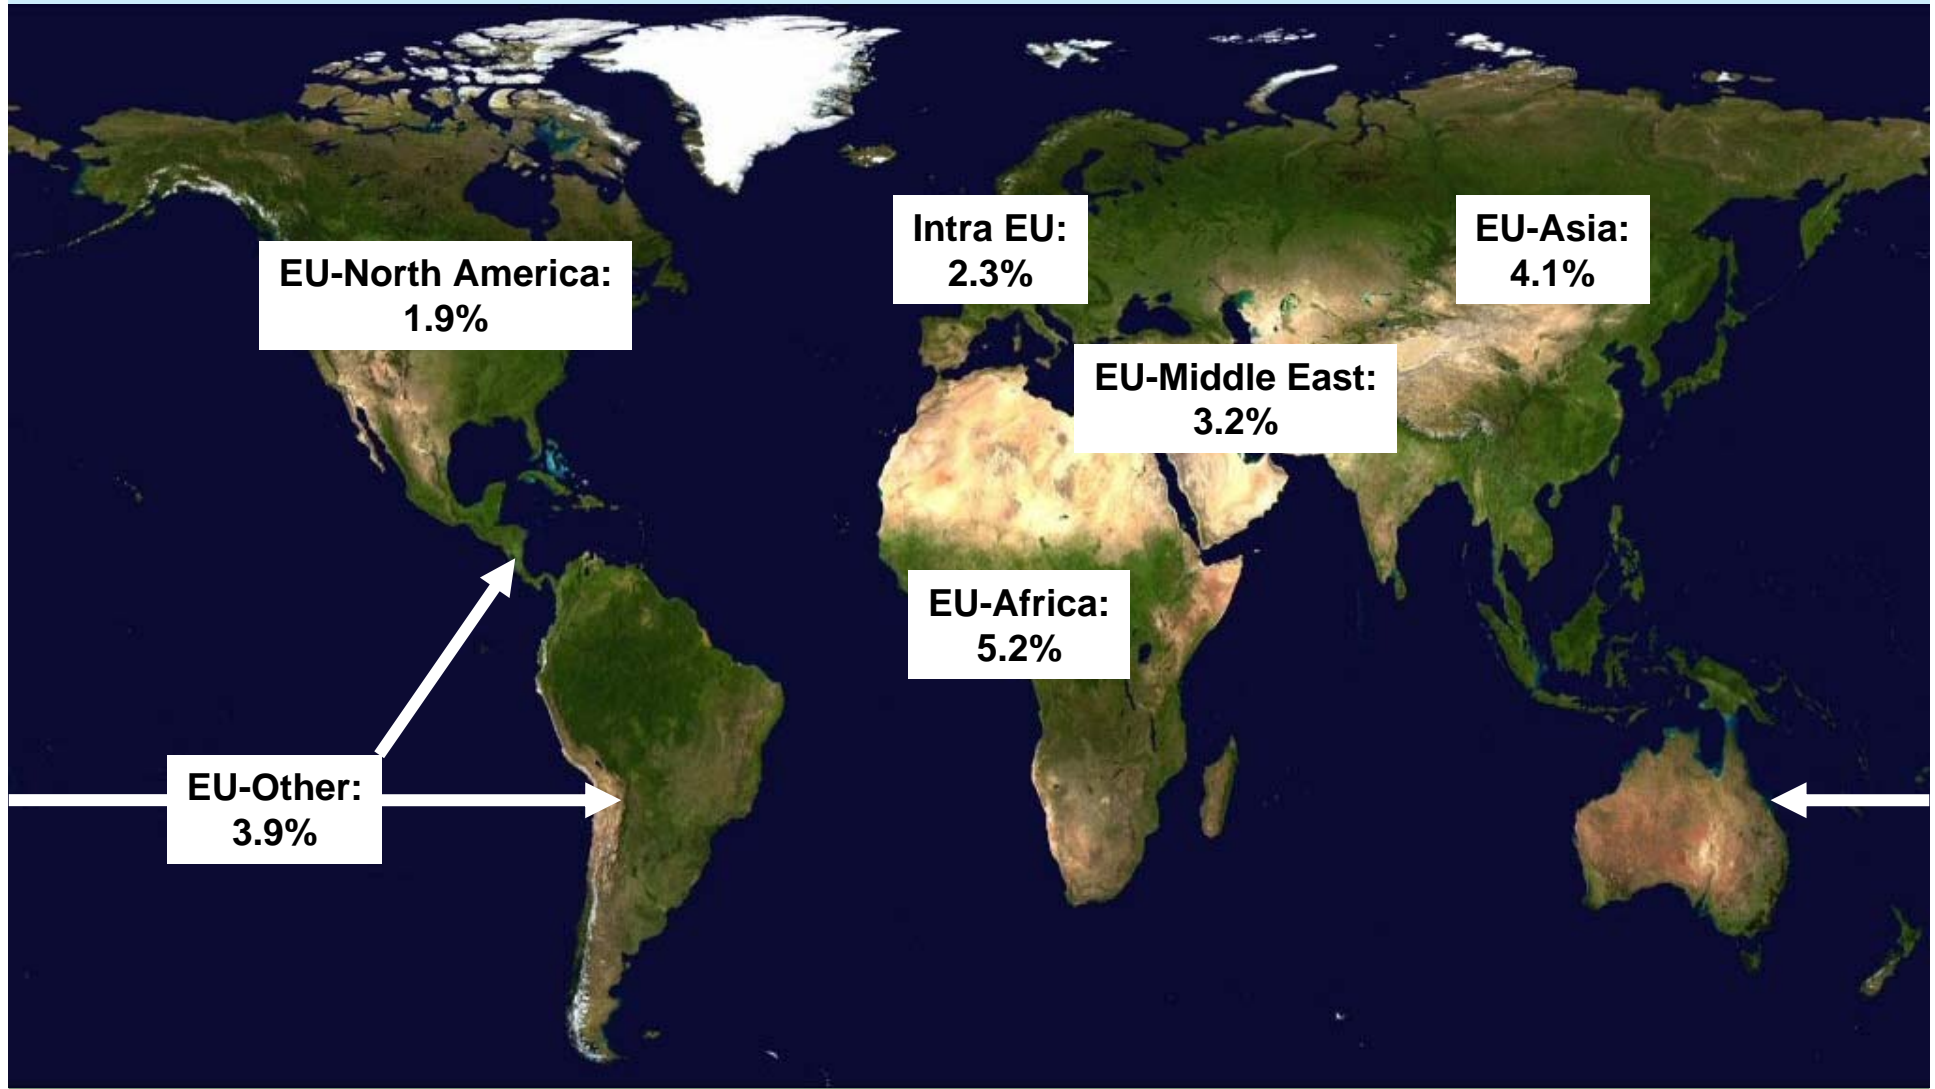 Intra EU:
2.3%
EU-Asia:
4.1%
EU-North America:
1.9%
EU-Middle East:
3.2%
EU-Africa:
5.2%
EU-Other:
3.9%